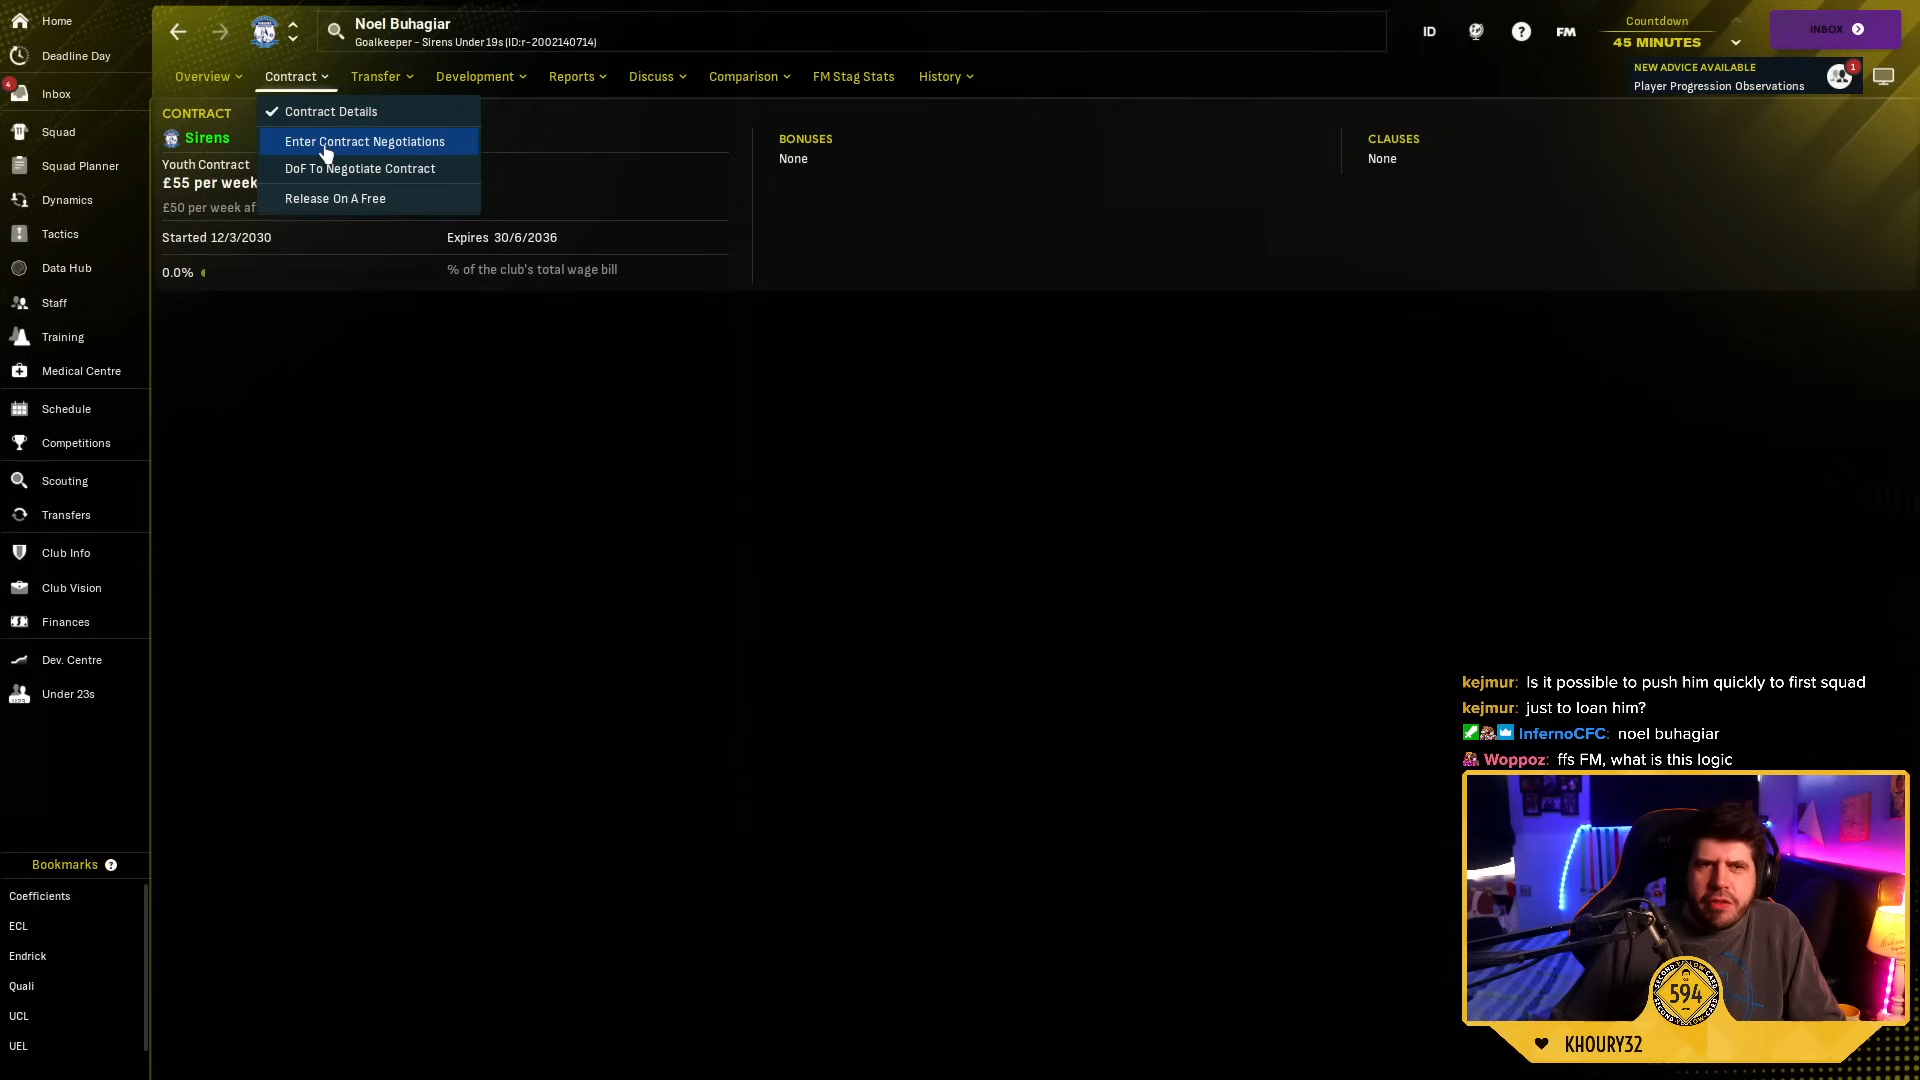 Home
Deadline Day
4
Inbox
Squad
Squad Planner
Dynamics
Tactics
Data Hub
Staff
Training
Medical Centre
Schedule
Competitions
Scouting
Transfers
Club Info
Club Vision
Finances
Dev. Centre
Under 23s
Bookmarks ?
Coefficients
ECL
Endrick
Quali
UCL
UEL
Noel Buhagiar
Goalkeeper - Sirens Under19s (ID:r-2002140714)
ID
?
FM
Countdown
45 MINUTES
INBOX
Overview
Contract
Transfer
Development
Reports
Discuss
Comparison
FM Stag Stats
History
NEW ADVICE AVAILABLE
Player Progression Observations
1
CONTRACT
Sirens
Youth Contract
£55 per week
£50 per week af
Started 12/3/2030
Expires 30/6/2036
0.0%
% of the club's total wage bill
Contract Details
Enter Contract Negotiations
DoF To Negotiate Contract
Release On A Free
BONUSES
None
CLAUSES
None
kejmur: Is it possible to push him quickly to first squad
kejmur: just to loan him?
InfernoCFC: noel buhagiar
Woppoz: ffs FM, what is this logic
SECOND YELLOW CARD
594
KHOURY32